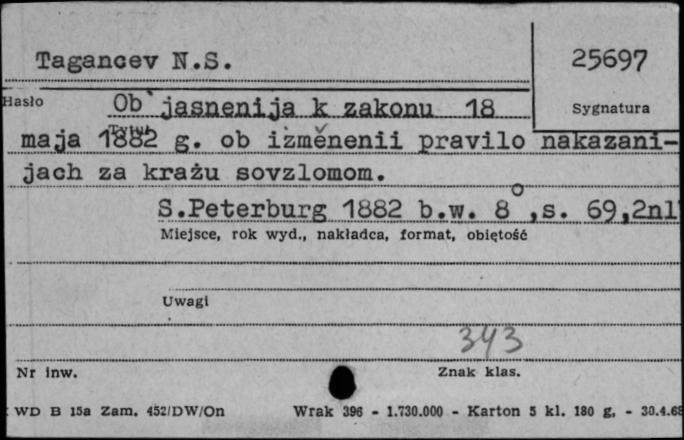 Tagancev N.S.
25697
Hasło
Ob'jasnenija k zakonu 18
Sygnatura
Tytuł
maja 1882 g. ob izměnenii pravilo nakazani-
jach za krażu sovzlomom.
S.Peterburg 1882 b.w. 8°,s. 69,2nl
Miejsce, rok wyd., nakładca, format, objętość
Uwagi
343
Nr inw.
Znak klas.
WD B 15a Zam. 452/DW/On Wrak 396 - 1.730.000 - Karton 5 kl. 180 g. - 30.4.68